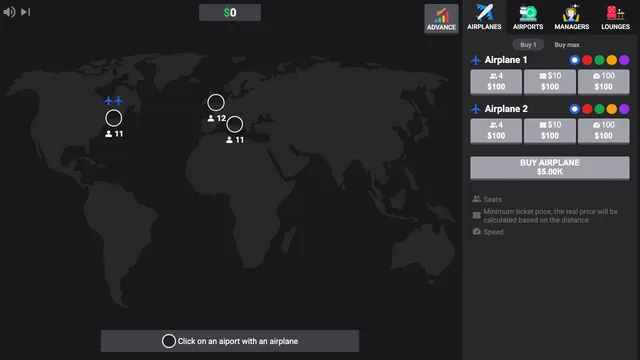 $0
ADVANCE
AIRPLANES
AIRPORTS
MANAGERS
LOUNGES
Buy 1
Buy max
Airplane 1
4
$100
$10
$100
100
$100
Airplane 2
4
$100
$10
$100
100
$100
BUY AIRPLANE
$5.00K
Seats
Minimum ticket price, the real price will be
calculated based on the distance
Speed
11
12
11
Click on an aiport with an airplane